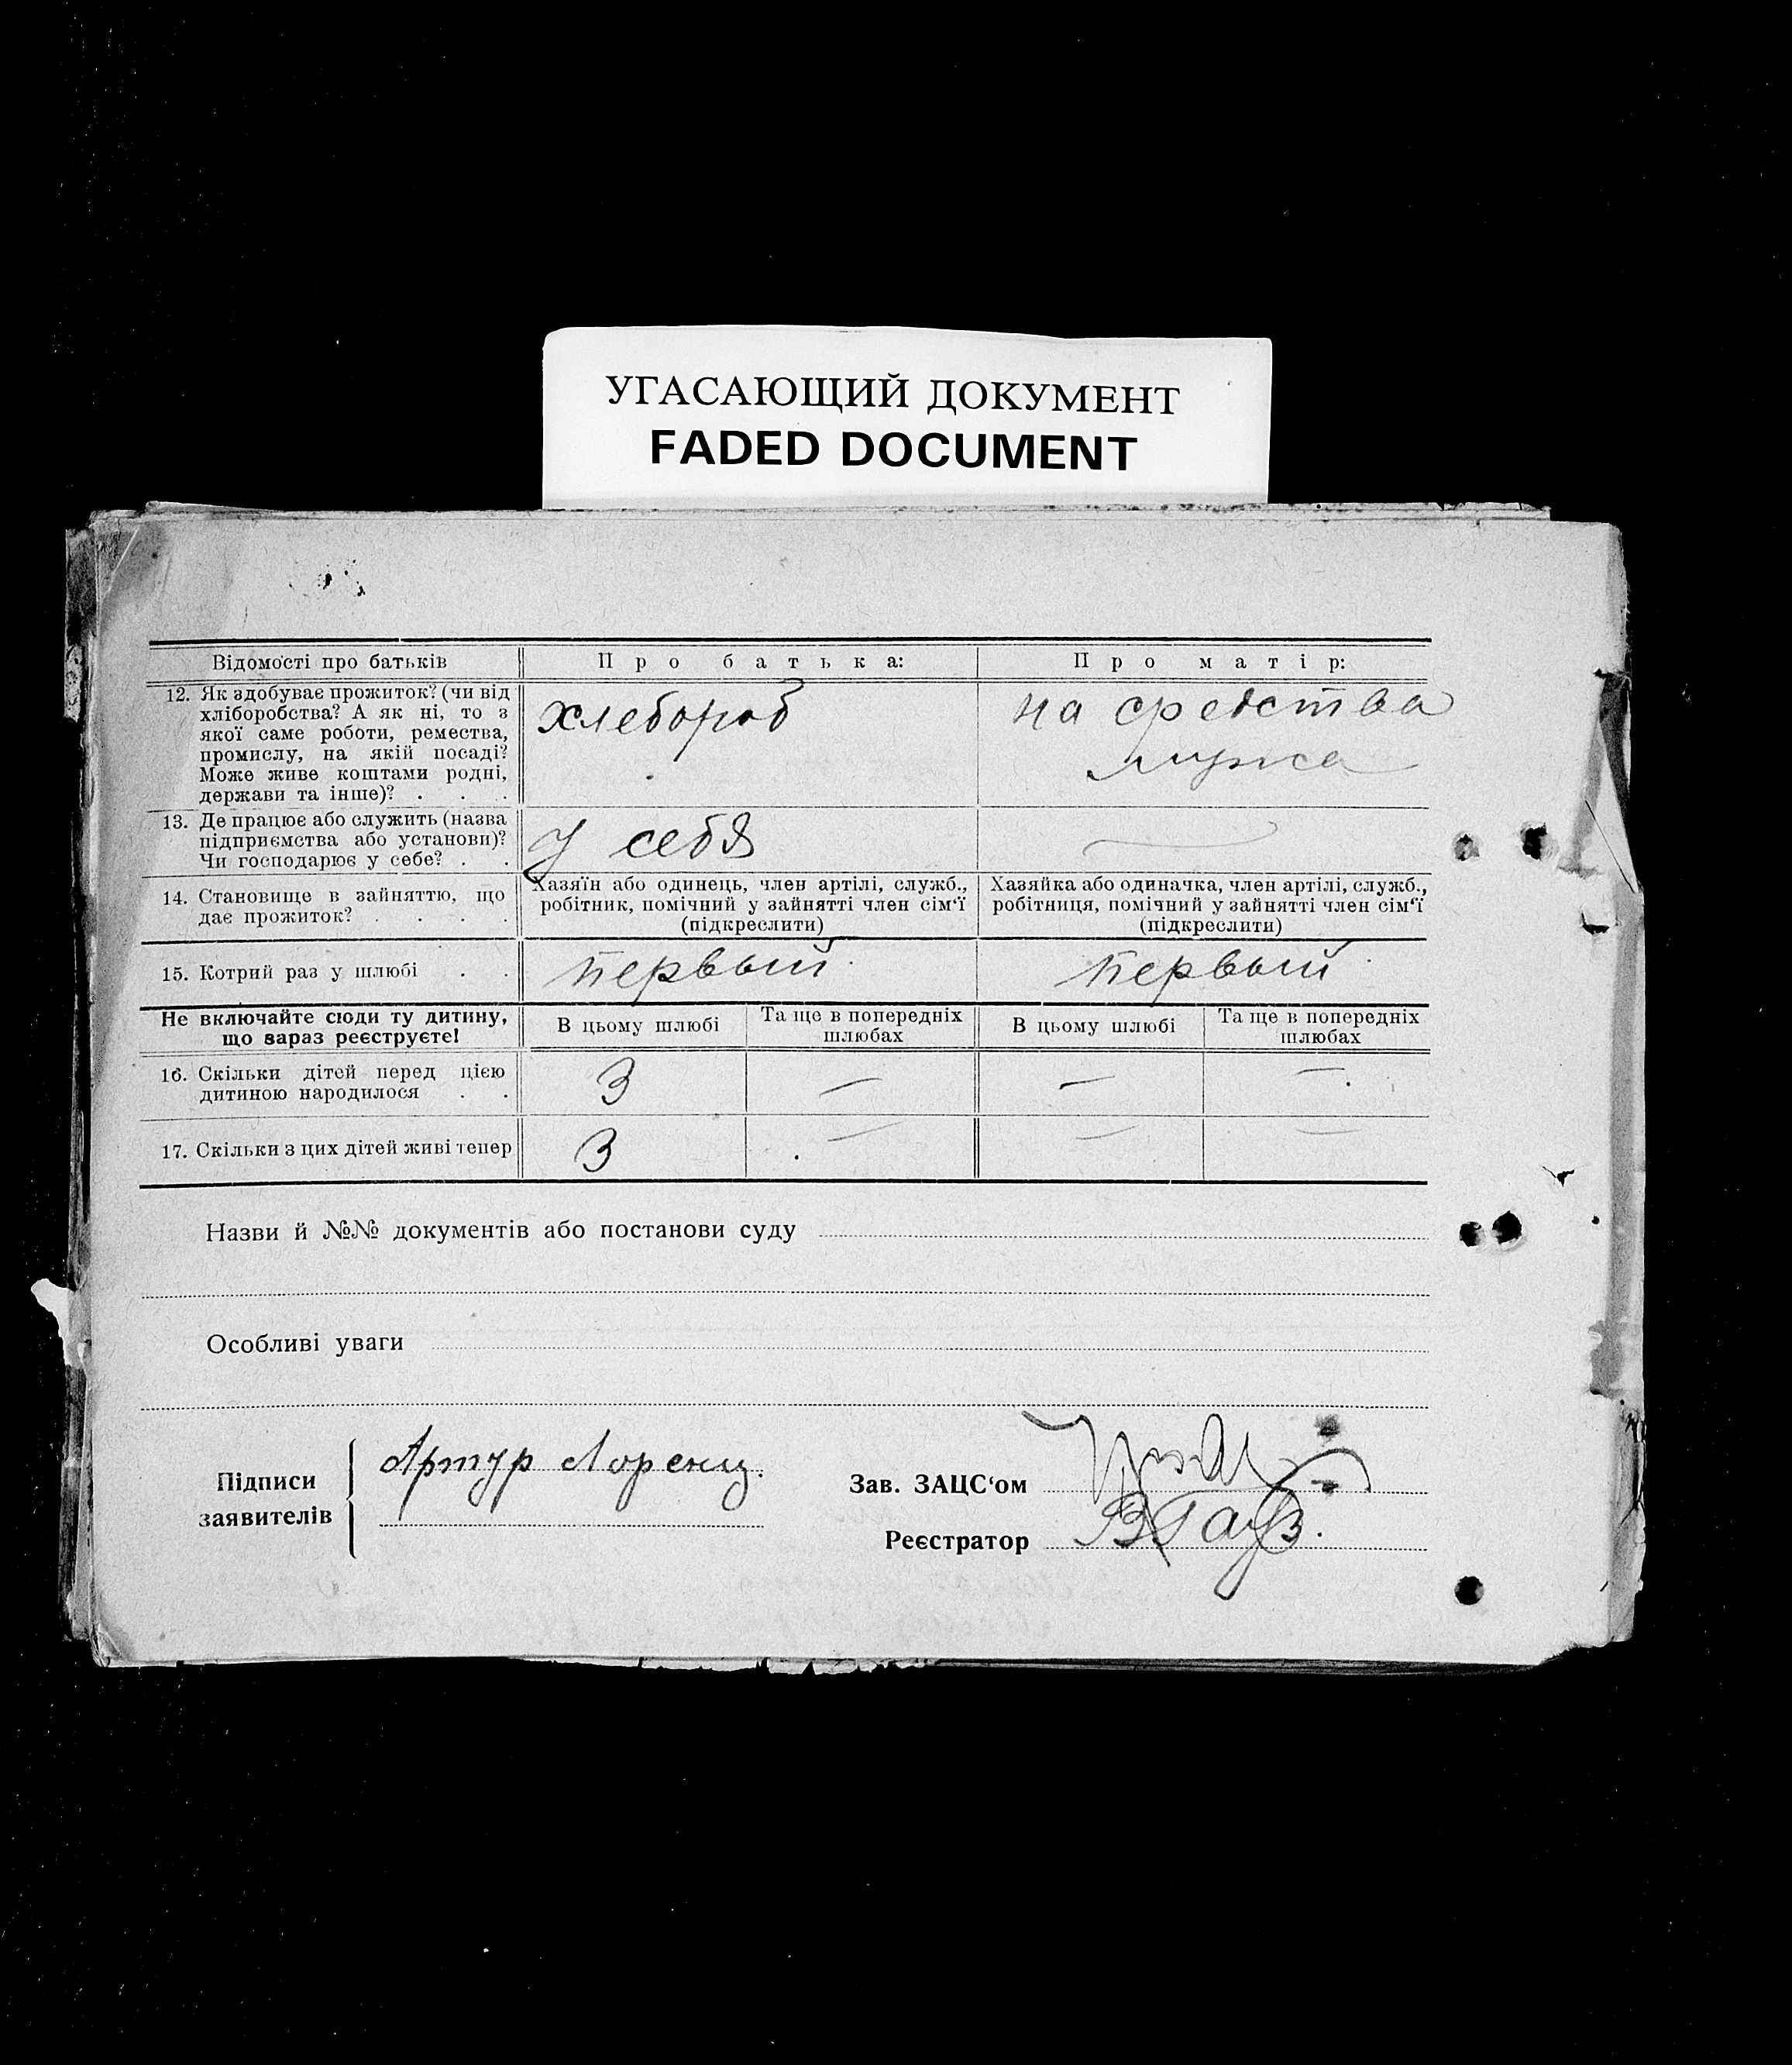 УГАСАЮЩИЙ ДОКУМЕНТ
FADED DOCUMENT
Відомості про батьків
Про батька:
Про матір:
12. Як здобуває прожиток? (чи від
хліборобства? А як ні, то з
якої саме роботи, ремества,
промислу, на якій посаді?
Може живе коштами родні,
держави та інше)? . . .
хлебороб
на средства
мужа
13. Де працює або служить (назва
підприємства або установи)?
Чи господарює у себе? . .
у себя
—
14. Становище в зайняттю, що
дає прожиток? . . . .
Хазяїн або одинець, член артілі, служб.,
робітник, помічний у зайнятті член сім‘ї
(підкреслити)
Хазяйка або одиначка, член артілі, служб.,
робітниця, помічний у зайнятті член сім‘ї
(підкреслити)
15. Котрий раз у шлюбі . .
первый
первый
Не включайте сюди ту дитину,
що зараз реєструєте!
В цьому шлюбі
Та ще в попередніх
шлюбах
В цьому шлюбі
Та ще в попередніх
шлюбах
16. Скільки дітей перед цією
дитиною народилося . .
3 — — —
17. Скільки з цих дітей живі тепер
3 — — —
Назви й №№ документів або постанови суду
Особливі уваги
Підписи
заявителів
Артур Лоренц.
Зав. ЗАЦС‘ом
Реєстратор